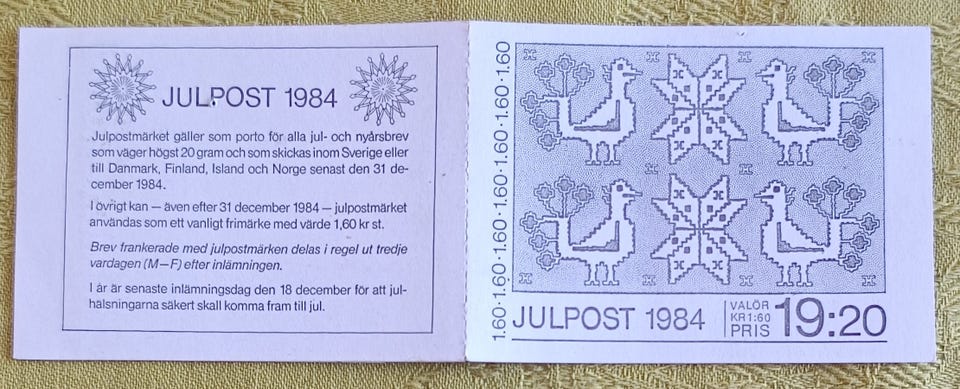 JULPOST 1984
Julpostmärket gäller som porto för alla jul- och nyårsbrev
som väger högst 20 gram och som skickas inom Sverige eller
till Danmark, Finland, Island och Norge senast den 31 de-
cember 1984.
I övrigt kan — även efter 31 december 1984 — julpostmärket
användas som ett vanligt frimärke med värde 1,60 kr st.
Brev frankerade med julpostmärken delas i regel ut tredje
vardagen (M–F) efter inlämningen.
I år är senaste inlämningsdag den 18 december för att jul-
hälsningarna säkert skall komma fram till jul.
1.60·1.60·1.60·1.60·1.60·1.60·1.60
JULPOST 1984
VALÖR
KR 1:60
PRIS
19:20